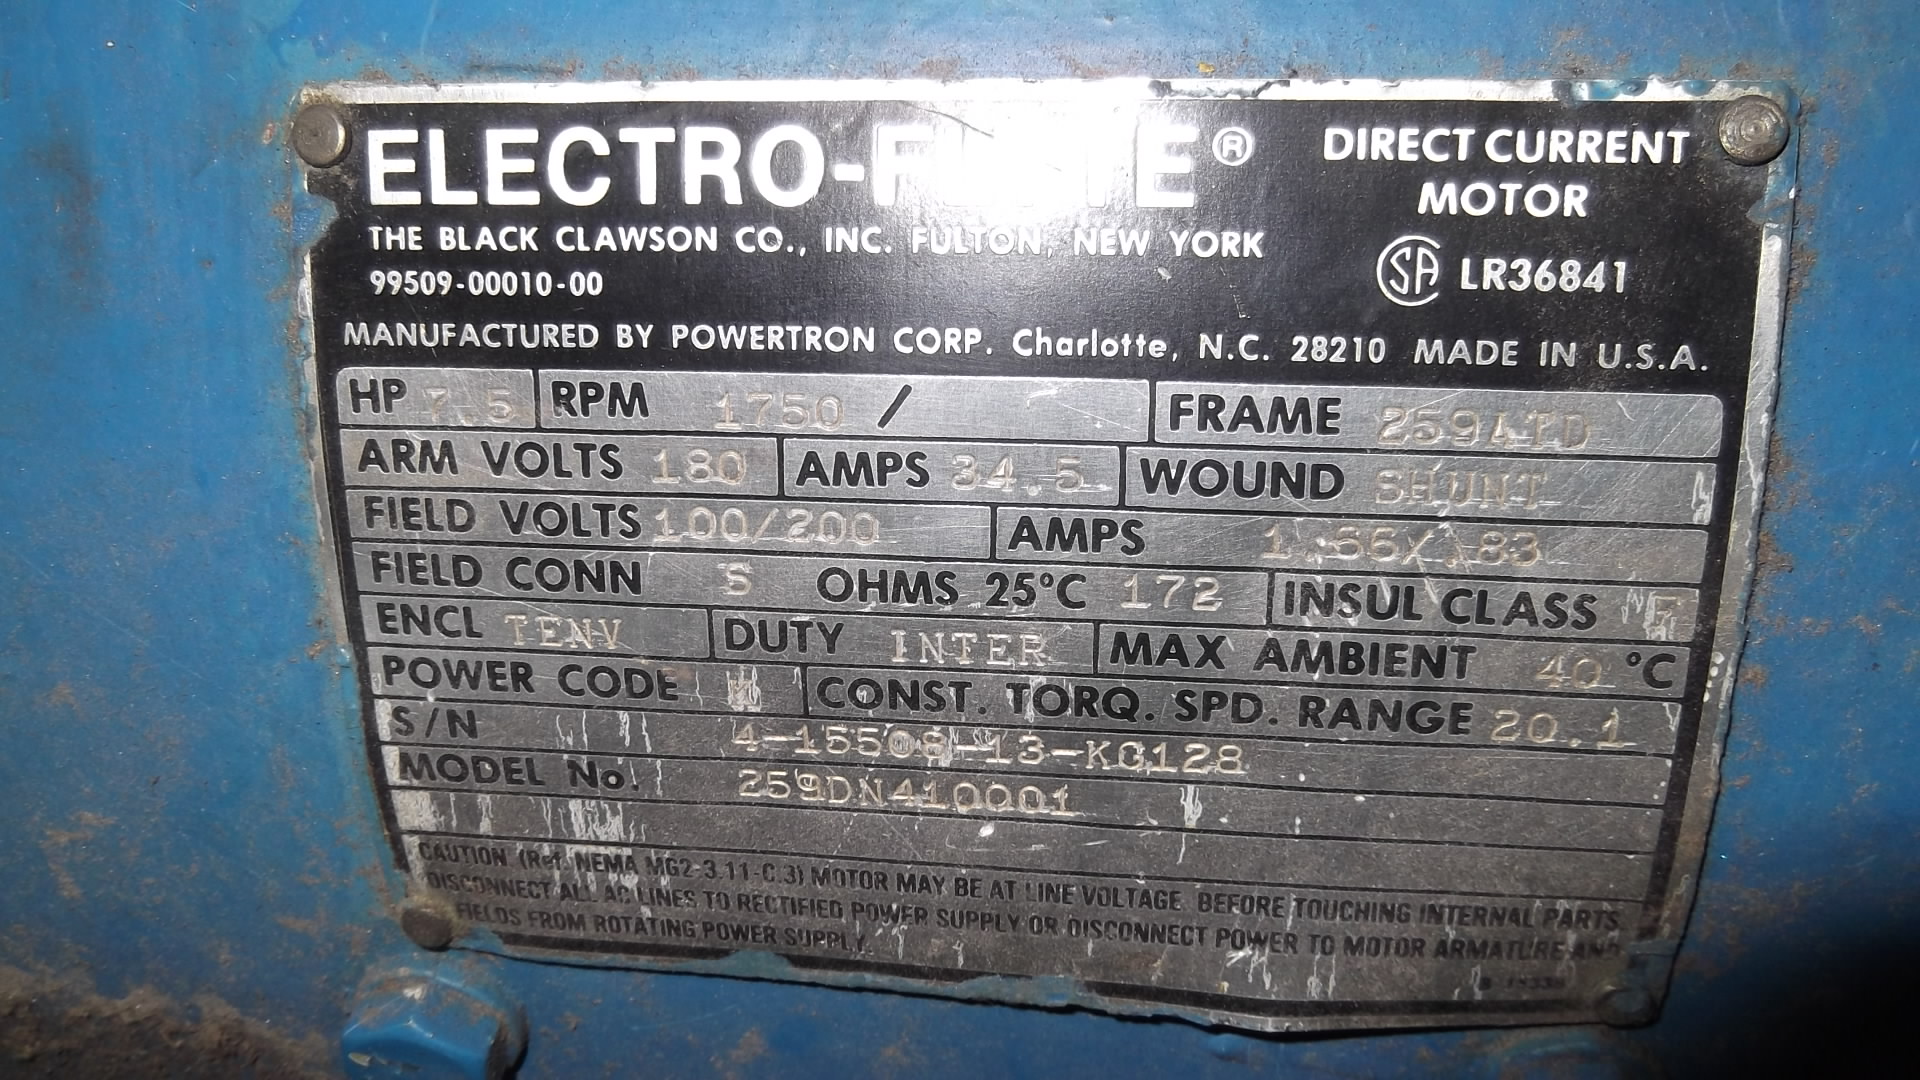 ELECTRO- ® DIRECT CURRENT
MOTOR
THE BLACK CLAWSON CO., INC. FULTON, NEW YORK
99509-00010-00
SA LR36841
MANUFACTURED BY POWERTRON CORP. Charlotte, N.C. 28210 MADE IN U.S.A.
HP 7.5 RPM 1750 / FRAME 259ATD
ARM VOLTS 180 AMPS 34.5 WOUND SHUNT
FIELD VOLTS 100/200 AMPS
FIELD CONN S OHMS 25°C 172 INSUL CLASS F
ENCL TENV DUTY INTER MAX AMBIENT 40 °C
POWER CODE CONST. TORQ. SPD. RANGE 20.1
S/N 4-15508-13-KG128
MODEL No. 259DN410001
CAUTION (Ref. NEMA MG2-3.11-C.3) MOTOR MAY BE AT LINE VOLTAGE. BEFORE TOUCHING INTERNAL PARTS
DISCONNECT ALL AC LINES TO RECTIFIED POWER SUPPLY OR DISCONNECT POWER TO MOTOR ARMATURE AND
FIELDS FROM ROTATING POWER SUPPLY.